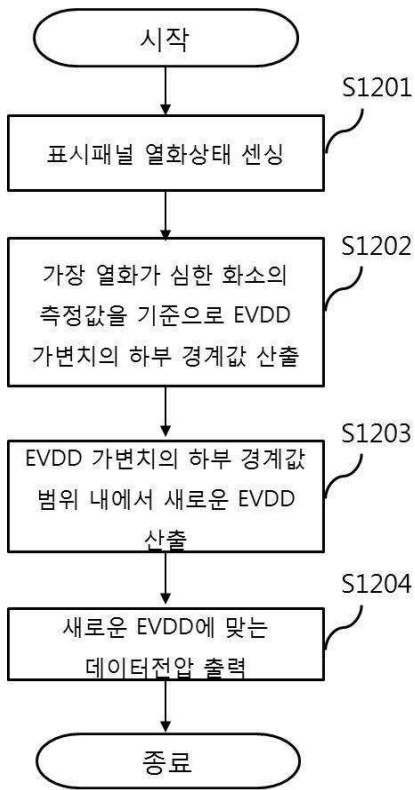 시작
S1201
표시패널 열화상태 센싱
S1202
가장 열화가 심한 화소의
측정값을 기준으로 EVDD
가변치의 하부 경계값 산출
S1203
EVDD 가변치의 하부 경계값
범위 내에서 새로운 EVDD
산출
S1204
새로운 EVDD에 맞는
데이터전압 출력
종료